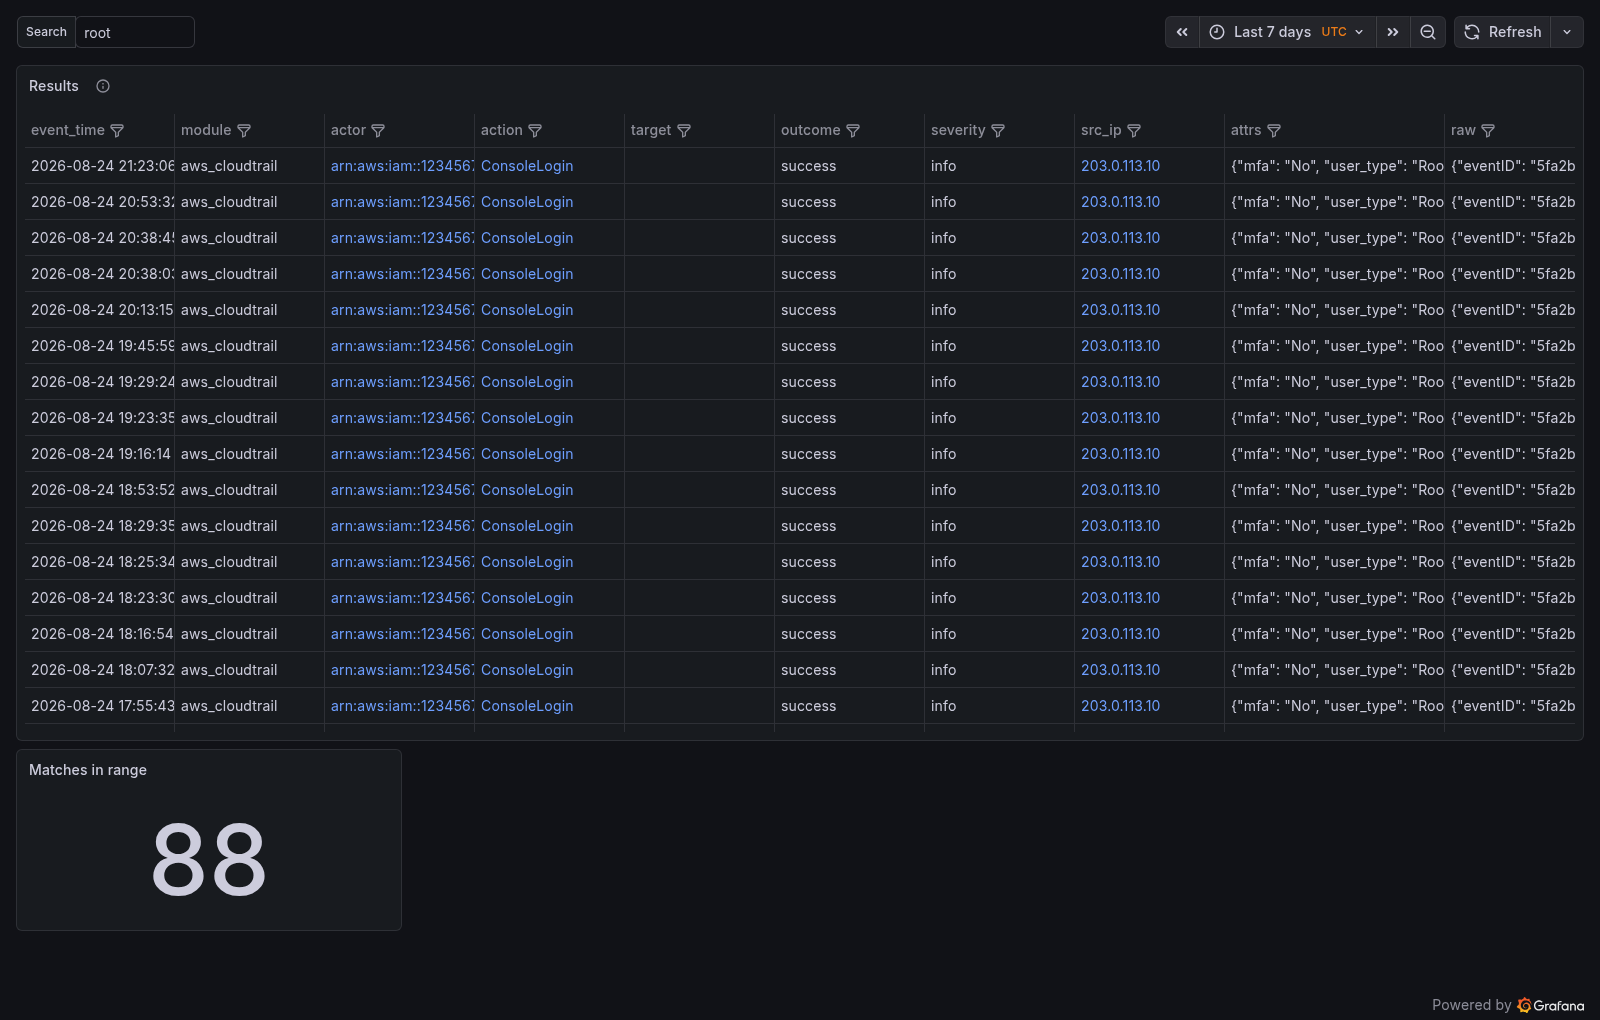 Search root Last 7 days UTC Refresh
Results
event_time module actor action target outcome severity src_ip attrs raw
2026-08-24 21:23:06 aws_cloudtrail arn:aws:iam::1234567 ConsoleLogin success info 203.0.113.10 {"mfa": "No", "user_type": "Roo {"eventID": "5fa2b
2026-08-24 20:53:32 aws_cloudtrail arn:aws:iam::1234567 ConsoleLogin success info 203.0.113.10 {"mfa": "No", "user_type": "Roo {"eventID": "5fa2b
2026-08-24 20:38:45 aws_cloudtrail arn:aws:iam::1234567 ConsoleLogin success info 203.0.113.10 {"mfa": "No", "user_type": "Roo {"eventID": "5fa2b
2026-08-24 20:38:03 aws_cloudtrail arn:aws:iam::1234567 ConsoleLogin success info 203.0.113.10 {"mfa": "No", "user_type": "Roo {"eventID": "5fa2b
2026-08-24 20:13:15 aws_cloudtrail arn:aws:iam::1234567 ConsoleLogin success info 203.0.113.10 {"mfa": "No", "user_type": "Roo {"eventID": "5fa2b
2026-08-24 19:45:59 aws_cloudtrail arn:aws:iam::1234567 ConsoleLogin success info 203.0.113.10 {"mfa": "No", "user_type": "Roo {"eventID": "5fa2b
2026-08-24 19:29:24 aws_cloudtrail arn:aws:iam::1234567 ConsoleLogin success info 203.0.113.10 {"mfa": "No", "user_type": "Roo {"eventID": "5fa2b
2026-08-24 19:23:35 aws_cloudtrail arn:aws:iam::1234567 ConsoleLogin success info 203.0.113.10 {"mfa": "No", "user_type": "Roo {"eventID": "5fa2b
2026-08-24 19:16:14 aws_cloudtrail arn:aws:iam::1234567 ConsoleLogin success info 203.0.113.10 {"mfa": "No", "user_type": "Roo {"eventID": "5fa2b
2026-08-24 18:53:52 aws_cloudtrail arn:aws:iam::1234567 ConsoleLogin success info 203.0.113.10 {"mfa": "No", "user_type": "Roo {"eventID": "5fa2b
2026-08-24 18:29:35 aws_cloudtrail arn:aws:iam::1234567 ConsoleLogin success info 203.0.113.10 {"mfa": "No", "user_type": "Roo {"eventID": "5fa2b
2026-08-24 18:25:34 aws_cloudtrail arn:aws:iam::1234567 ConsoleLogin success info 203.0.113.10 {"mfa": "No", "user_type": "Roo {"eventID": "5fa2b
2026-08-24 18:23:30 aws_cloudtrail arn:aws:iam::1234567 ConsoleLogin success info 203.0.113.10 {"mfa": "No", "user_type": "Roo {"eventID": "5fa2b
2026-08-24 18:16:54 aws_cloudtrail arn:aws:iam::1234567 ConsoleLogin success info 203.0.113.10 {"mfa": "No", "user_type": "Roo {"eventID": "5fa2b
2026-08-24 18:07:32 aws_cloudtrail arn:aws:iam::1234567 ConsoleLogin success info 203.0.113.10 {"mfa": "No", "user_type": "Roo {"eventID": "5fa2b
2026-08-24 17:55:43 aws_cloudtrail arn:aws:iam::1234567 ConsoleLogin success info 203.0.113.10 {"mfa": "No", "user_type": "Roo {"eventID": "5fa2b
Matches in range
88
Powered by Grafana